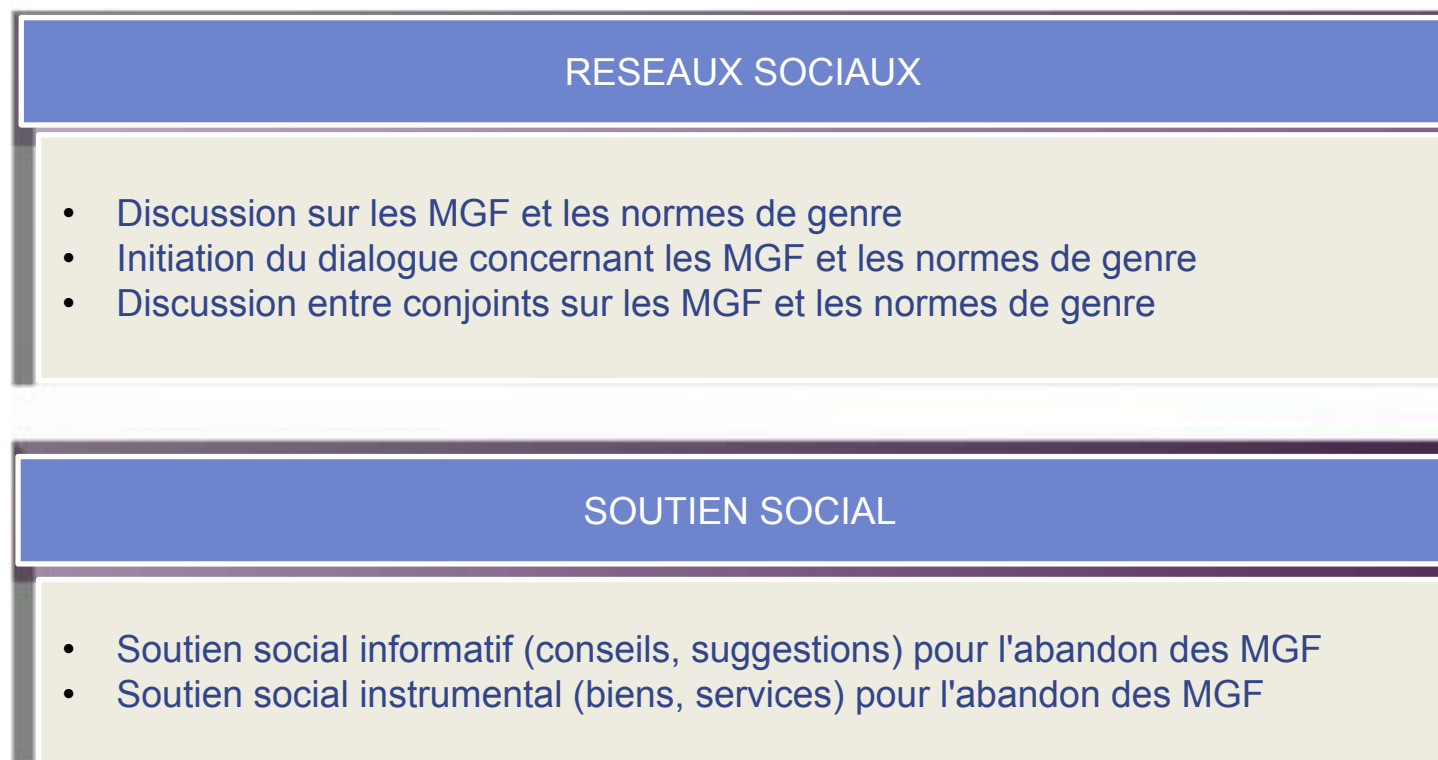 RESEAUX SOCIAUX
• Discussion sur les MGF et les normes de genre
• Initiation du dialogue concernant les MGF et les normes de genre
• Discussion entre conjoints sur les MGF et les normes de genre
SOUTIEN SOCIAL
• Soutien social informatif (conseils, suggestions) pour l'abandon des MGF
• Soutien social instrumental (biens, services) pour l'abandon des MGF